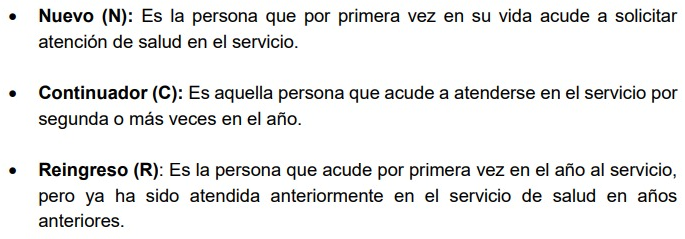 • Nuevo (N): Es la persona que por primera vez en su vida acude a solicitar
atención de salud en el servicio.
• Continuador (C): Es aquella persona que acude a atenderse en el servicio por
segunda o más veces en el año.
• Reingreso (R): Es la persona que acude por primera vez en el año al servicio,
pero ya ha sido atendida anteriormente en el servicio de salud en años
anteriores.